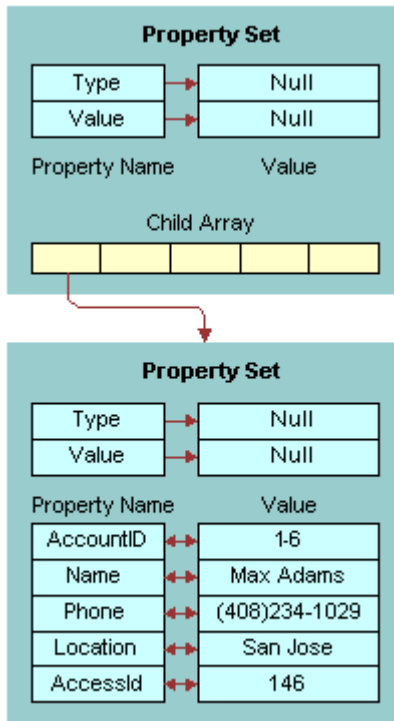 Property Set
Type Null
Value Null
Property Name Value
Child Array
Property Set
Type Null
Value Null
Property Name Value
AccountID 1-6
Name Max Adams
Phone (408)234-1029
Location San Jose
AccessId 146